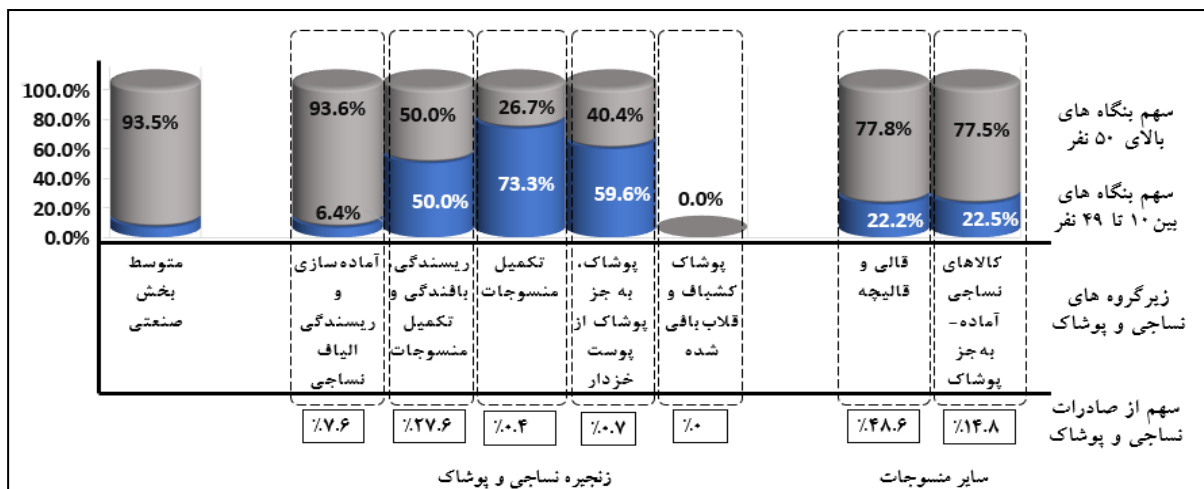 100.0%
80.0%
60.0%
40.0%
20.0%
0.0%
93.5%
93.6%
6.4%
50.0%
50.0%
26.7%
73.3%
40.4%
59.6%
0.0%
77.8%
22.2%
77.5%
22.5%
سهم بنگاه های
بالای ۵۰ نفر
سهم بنگاه های
بین۱۰ تا ۴۹ نفر
متوسط
بخش
صنعتی
آماده‌سازی
و
ریسندگی
الیاف
نساجی
ریسندگی،
بافندگی و
تکمیل
منسوجات
تکمیل
منسوجات
پوشاک،
به جز
پوشاک از
پوست
خزدار
پوشاک
کشباف و
قلاب‌بافی
شده
قالی و
قالیچه
کالاهای
نساجی
آماده-
به‌جز
پوشاک
زیرگروه های
نساجی و پوشاک
٪۷.۶
٪۲۷.۶
٪۰.۴
٪۰.۷
٪۰
٪۴۸.۶
٪۱۴.۸
سهم از صادرات
نساجی و پوشاک
زنجیره نساجی و پوشاک
سایر منسوجات